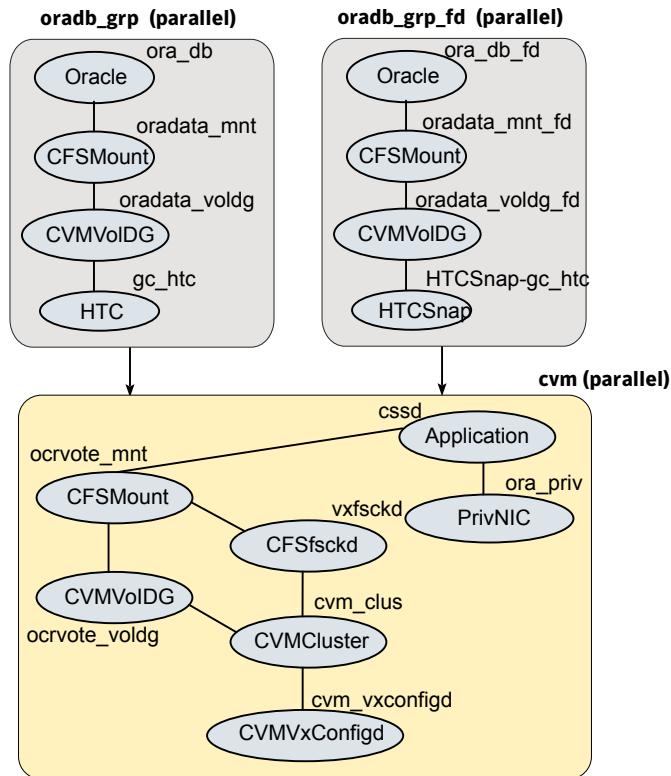 oradb_grp (parallel)
ora_db
Oracle
oradata_mnt
CFSMount
oradata_voldg
CVMVolDG
gc_htc
HTC
oradb_grp_fd (parallel)
ora_db_fd
Oracle
oradata_mnt_fd
CFSMount
oradata_voldg_fd
CVMVolDG
HTCSnap-gc_htc
HTCSnap
cvm (parallel)
cssd
Application
ocrvote_mnt
CFSMount
ora_priv
PrivNIC
vxfsckd
CFSfsckd
CVMVolDG
ocrvote_voldg
cvm_clus
CVMCluster
cvm_vxconfigd
CVMVxConfigd